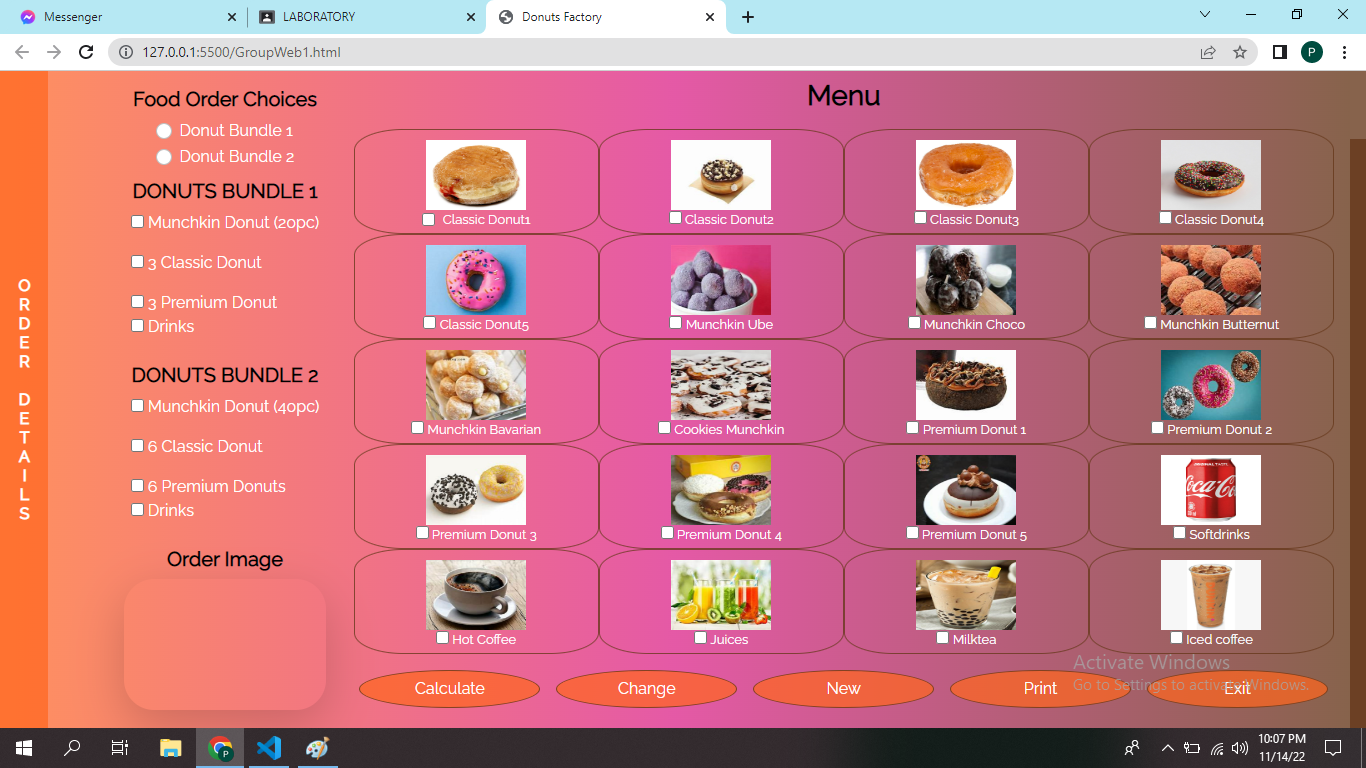 Messenger
LABORATORY
Donuts Factory
127.0.0.1:5500/GroupWeb1.html
P
ORDER DETAILS
Food Order Choices
Donut Bundle 1
Donut Bundle 2
DONUTS BUNDLE 1
Munchkin Donut (20pc)
3 Classic Donut
3 Premium Donut
Drinks
DONUTS BUNDLE 2
Munchkin Donut (40pc)
6 Classic Donut
6 Premium Donuts
Drinks
Order Image
Menu
Classic Donut1
Classic Donut2
Classic Donut3
Classic Donut4
Classic Donut5
Munchkin Ube
Munchkin Choco
Munchkin Butternut
Munchkin Bavarian
Cookies Munchkin
Premium Donut 1
Premium Donut 2
Premium Donut 3
Premium Donut 4
Premium Donut 5
Coca-Col
Softdrinks
Hot Coffee
Juices
Milktea
Iced coffee
Calculate
Change
New
Print
Exit
Activate Windows
Go to Settings to activate Windows.
P
10:07 PM
11/14/22